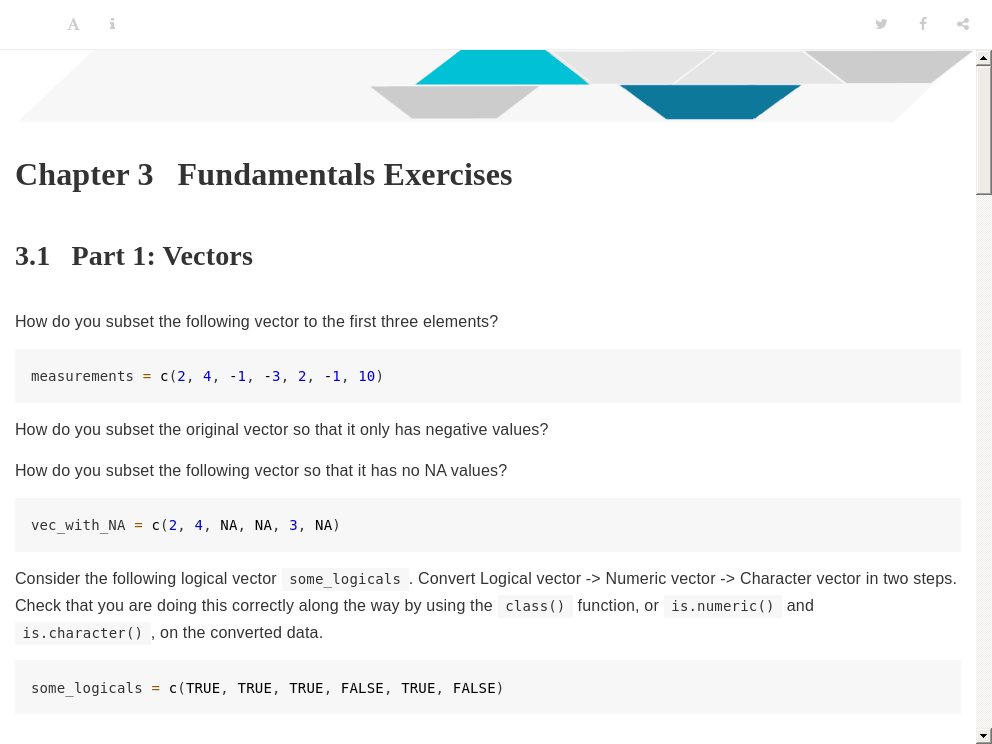 Chapter 3 Fundamentals Exercises
3.1 Part 1: Vectors
How do you subset the following vector to the first three elements?
measurements = c(2, 4, -1, -3, 2, -1, 10)
How do you subset the original vector so that it only has negative values?
How do you subset the following vector so that it has no NA values?
vec_with_NA = c(2, 4, NA, NA, 3, NA)
Consider the following logical vector some_logicals . Convert Logical vector -> Numeric vector -> Character vector in two steps.
Check that you are doing this correctly along the way by using the class() function, or is.numeric() and
is.character() , on the converted data.
some_logicals = c(TRUE, TRUE, TRUE, FALSE, TRUE, FALSE)